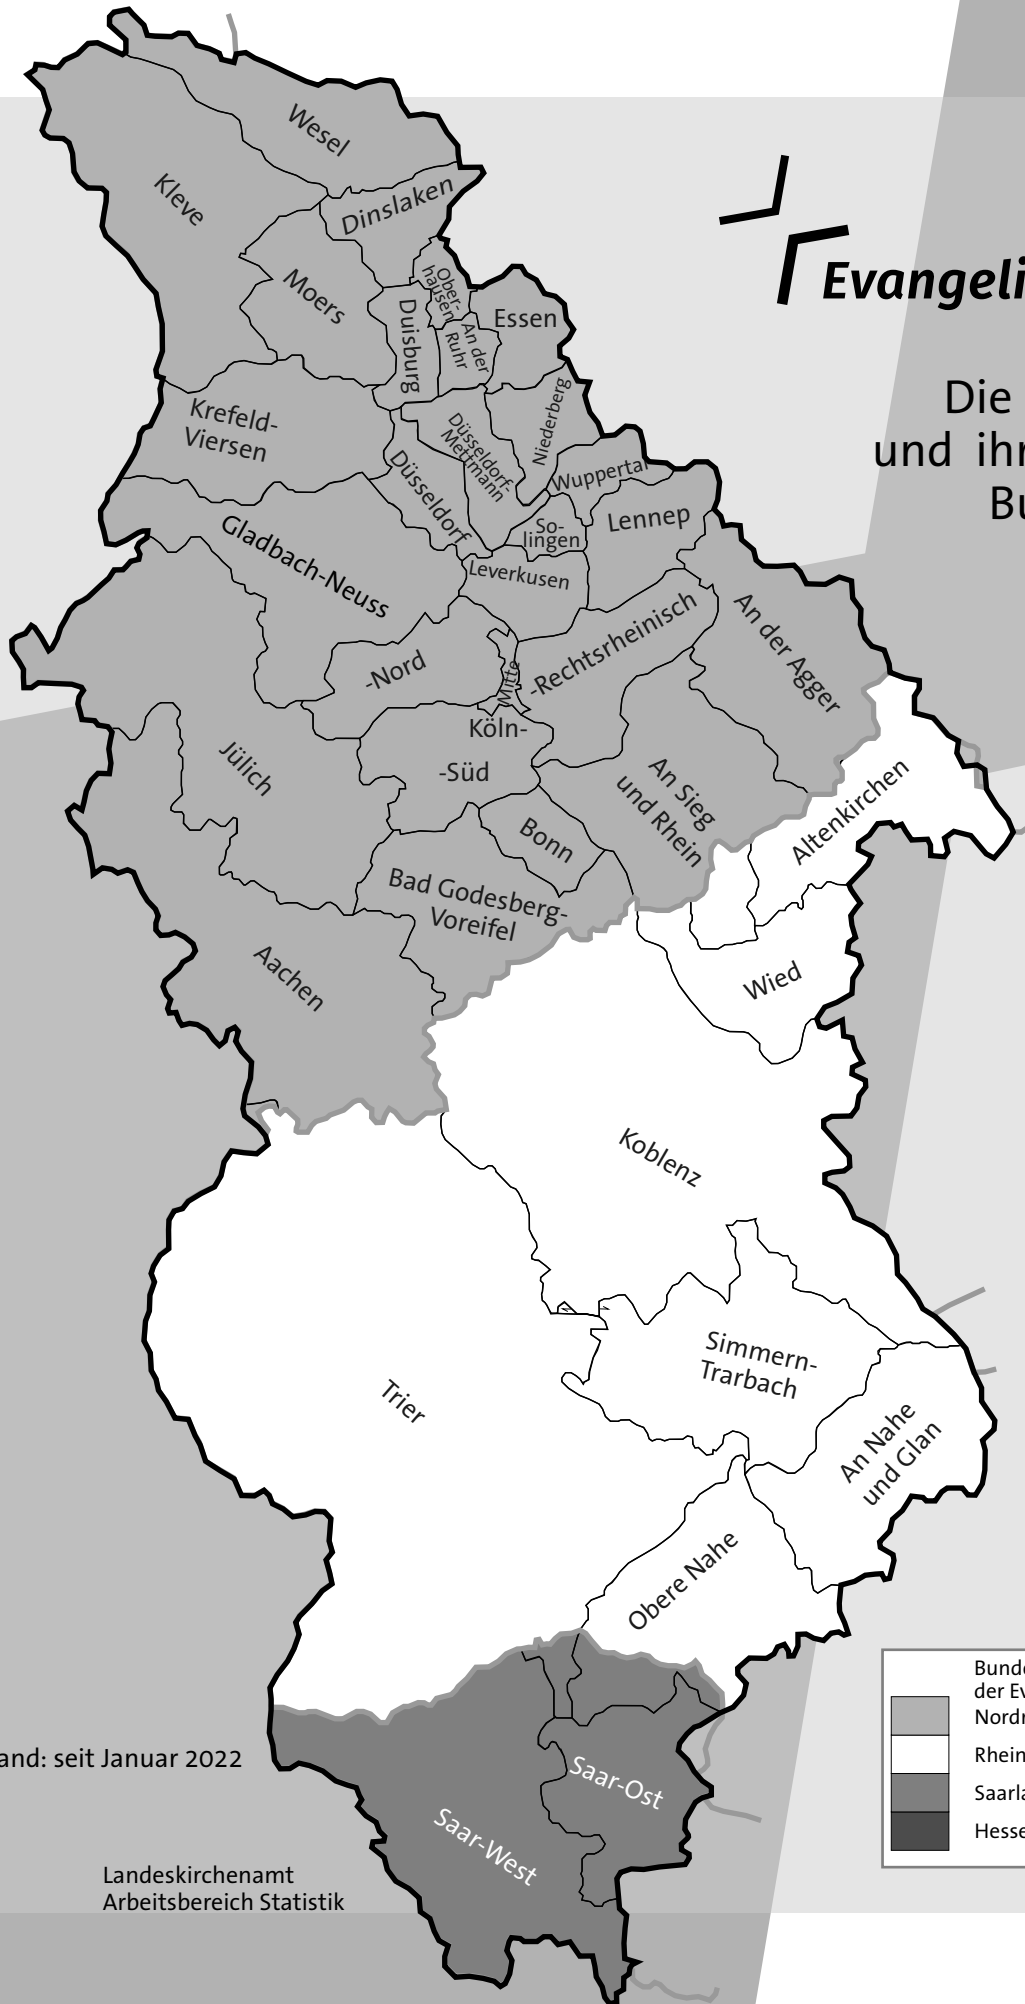 Wesel
Kleve
Dinslaken
Moers
Ober-
hausen
Duisburg
An der
Ruhr
Essen
Evangeli
Die
und ihr
Bu
Krefeld-
Viersen
Niederberg
Düsseldorf-
Mettmann
Düsseldorf
Wuppertal
Lennep
So-
lingen
Gladbach-Neuss
Leverkusen
An der Agger
-Rechtsrheinisch
-Nord
Mitte
Köln-
-Süd
Jülich
An Sieg
und Rhein
Altenkirchen
Bonn
Bad Godesberg-
Voreifel
Aachen
Wied
Koblenz
Simmern-
Trarbach
Trier
An Nahe
und Glan
Obere Nahe
Bunde
der Ev
Nordr
Rhein
Saarla
Hesse
and: seit Januar 2022
Saar-Ost
Saar-West
Landeskirchenamt
Arbeitsbereich Statistik